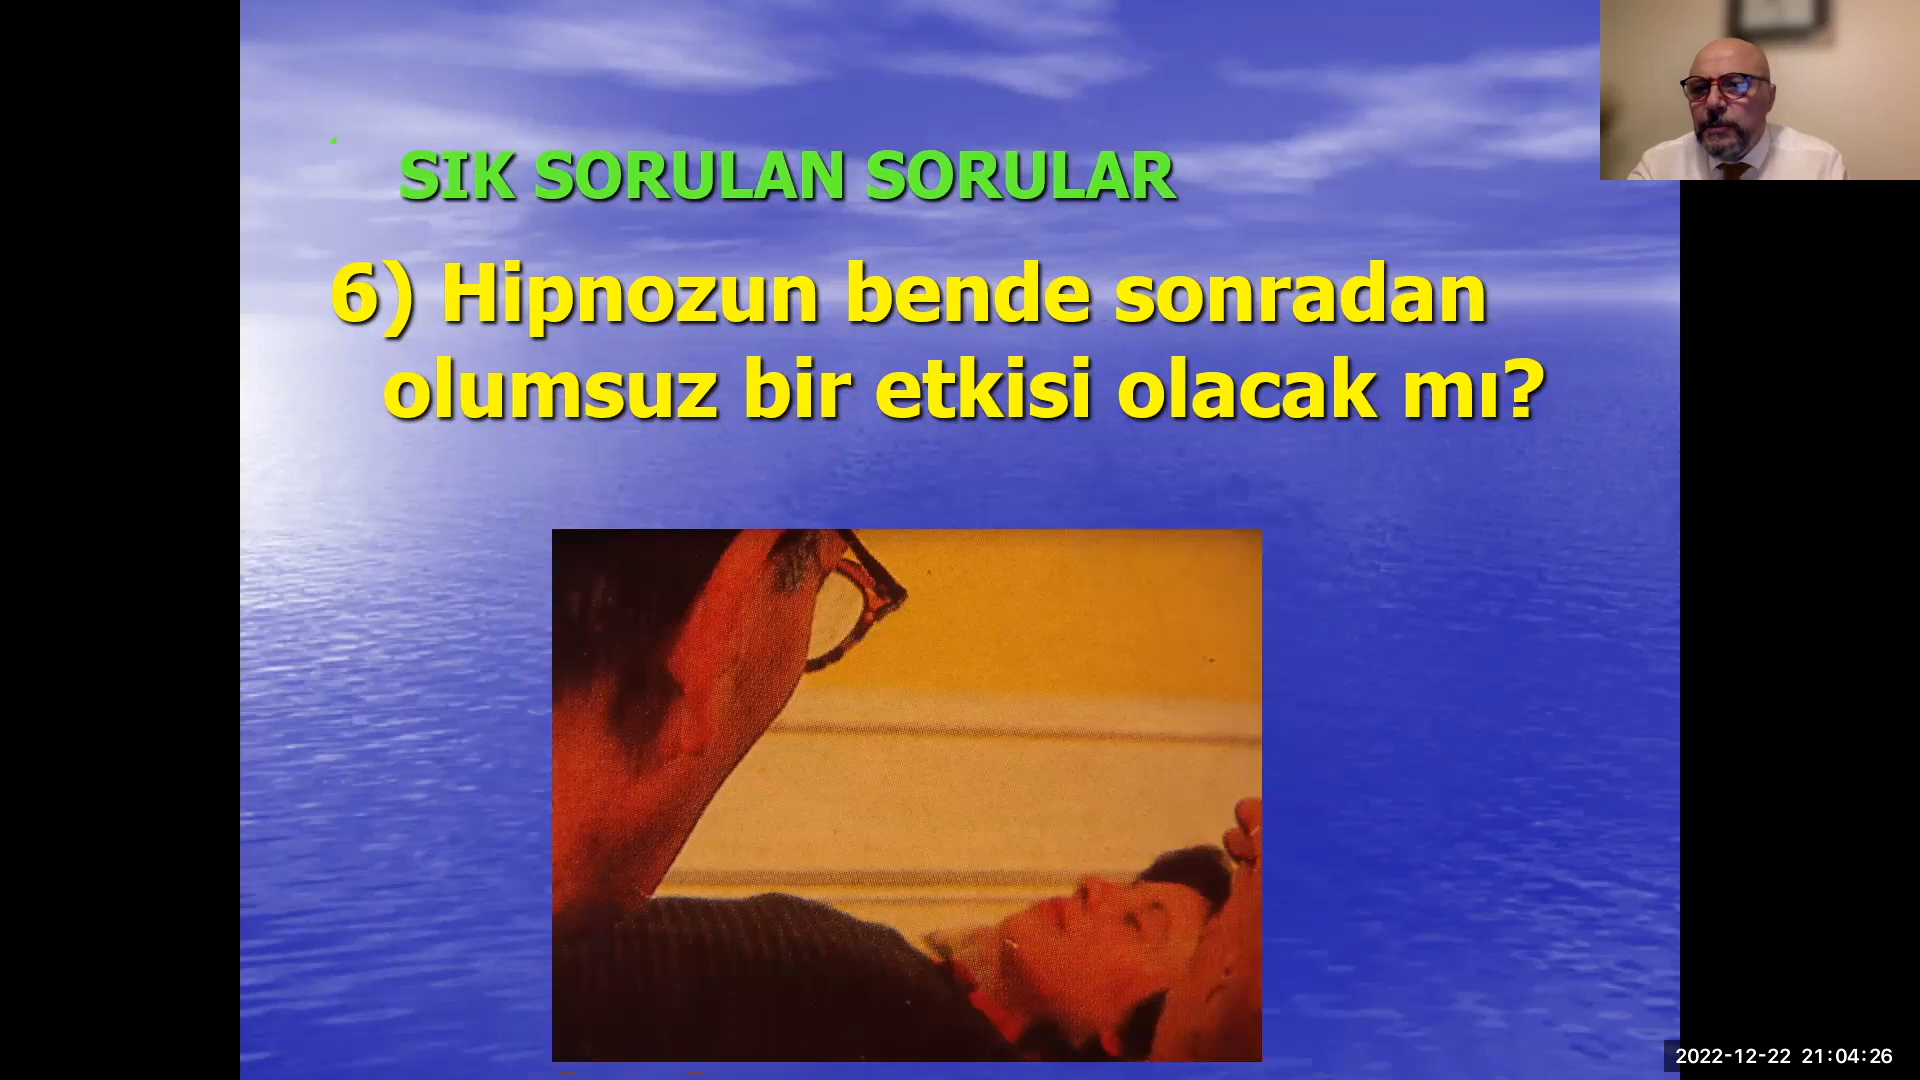 SIK SORULAN SORULAR
6) Hipnozun bende sonradan
olumsuz bir etkisi olacak mı?
2022-12-22 21:04:26